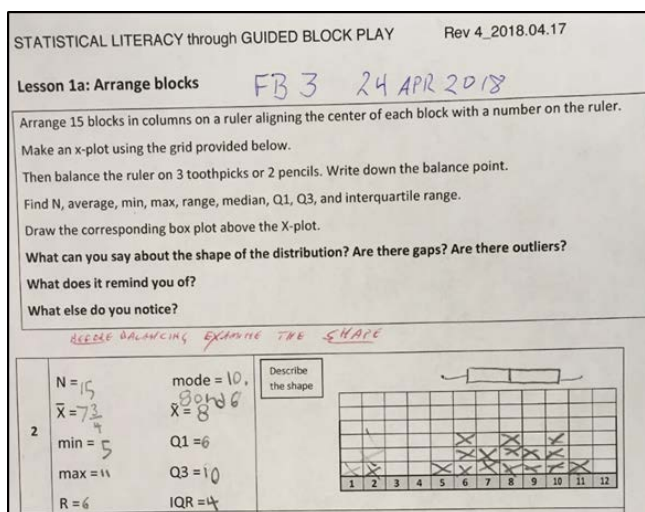 STATISTICAL LITERACY through GUIDED BLOCK PLAY Rev 4_2018.04.17
Lesson 1a: Arrange blocks FB 3 24 APR 2018
Arrange 15 blocks in columns on a ruler aligning the center of each block with a number on the ruler.
Make an x-plot using the grid provided below.
Then balance the ruler on 3 toothpicks or 2 pencils. Write down the balance point.
Find N, average, min, max, range, median, Q1, Q3, and interquartile range.
Draw the corresponding box plot above the X-plot.
What can you say about the shape of the distribution? Are there gaps? Are there outliers?
What does it remind you of?
What else do you notice?
BEFORE BALANCING EXAMINE THE SHAPE
N = 15 mode = 10, Describe
8 and 6 the shape
X̄ = 7 3/4 X̃ = 8
2
min = 5 Q1 = 6
max = 11 Q3 = 10
1 2 3 4 5 6 7 8 9 10 11 12
R = 6 IQR = 4